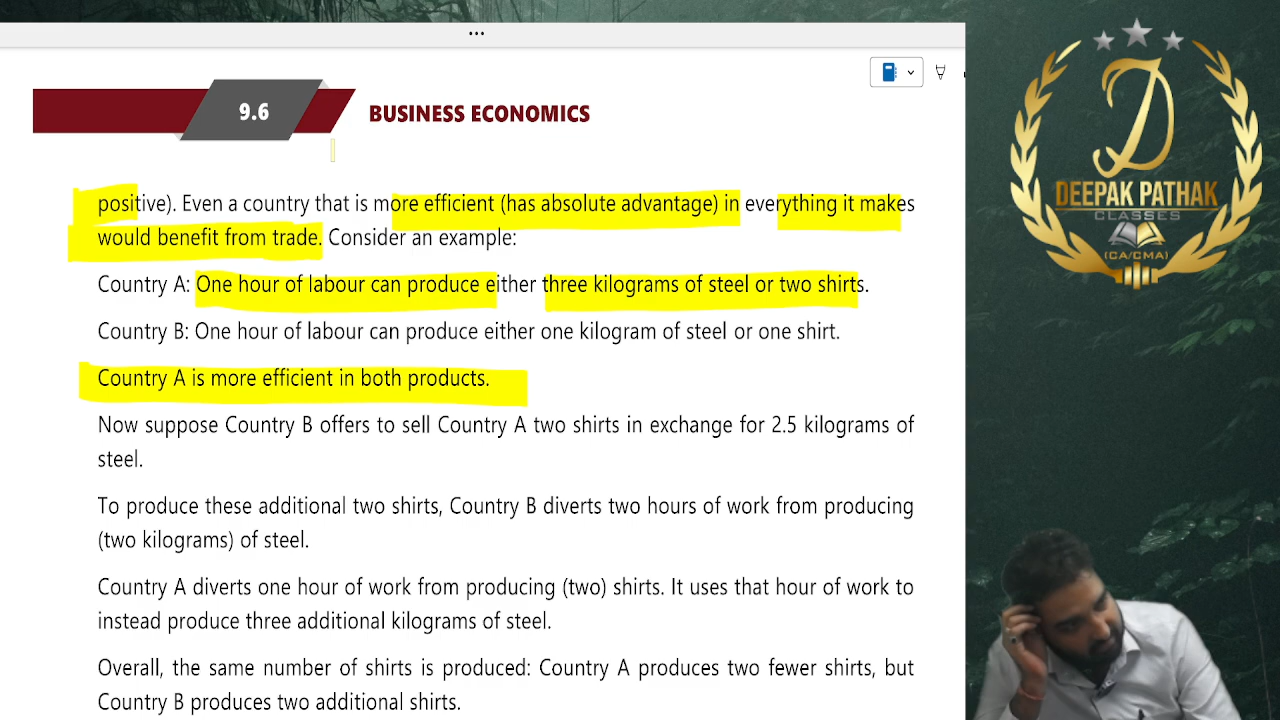 9.6
BUSINESS ECONOMICS
positive). Even a country that is more efficient (has absolute advantage) in everything it makes
would benefit from trade. Consider an example:
Country A: One hour of labour can produce either three kilograms of steel or two shirts.
Country B: One hour of labour can produce either one kilogram of steel or one shirt.
Country A is more efficient in both products.
Now suppose Country B offers to sell Country A two shirts in exchange for 2.5 kilograms of
steel.
To produce these additional two shirts, Country B diverts two hours of work from producing
(two kilograms) of steel.
Country A diverts one hour of work from producing (two) shirts. It uses that hour of work to
instead produce three additional kilograms of steel.
Overall, the same number of shirts is produced: Country A produces two fewer shirts, but
Country B produces two additional shirts.
D
DEEPAK PATHAK
CLASSES
(CA/CMA)